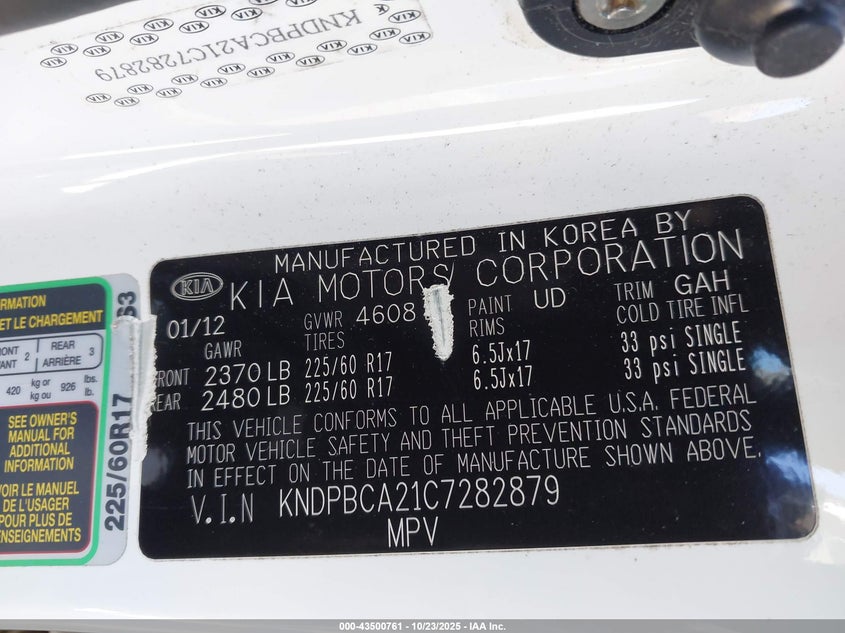 KNDPBCA21C7282879
KIA
MANUFACTURED IN KOREA BY
KIA MOTORS CORPORATION
01/12
GVWR 4608
PAINT UD
TRIM GAH
GAWR
TIRES
RIMS
COLD TIRE INFL
FRONT 2370 LB 225/60 R17 6.5Jx17 33 psi SINGLE
REAR 2480 LB 225/60 R17 6.5Jx17 33 psi SINGLE
THIS VEHICLE CONFORMS TO ALL APPLICABLE U.S.A. FEDERAL
MOTOR VEHICLE SAFETY AND THEFT PREVENTION STANDARDS
IN EFFECT ON THE DATE OF MANUFACTURE SHOWN ABOVE.
V.I.N KNDPBCA21C7282879
MPV
ET LE CHARGEMENT
2
REAR
ARRIÈRE 3
420 kg or
kg ou
926 lbs.
lb.
SEE OWNER'S
MANUAL FOR
ADDITIONAL
INFORMATION
LE MANUEL
DE L'USAGER
POUR PLUS DE
225/60R17
000-43500761 - 10/23/2025 - IAA Inc.